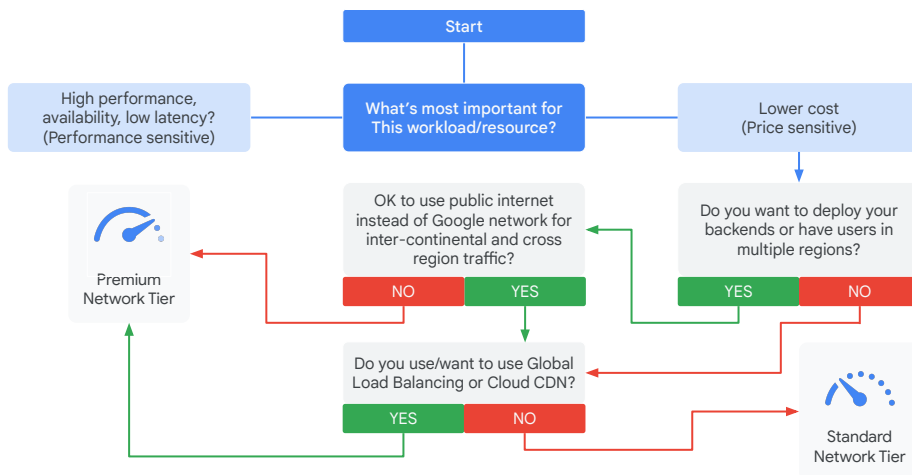 Start
High performance,
availability, low latency?
(Performance sensitive)
What's most important for
This workload/resource?
Lower cost
(Price sensitive)
OK to use public internet
instead of Google network for
inter-continental and cross
region traffic?
NO
YES
Do you want to deploy your
backends or have users in
multiple regions?
YES
NO
Premium
Network Tier
Do you use/want to use Global
Load Balancing or Cloud CDN?
YES
NO
Standard
Network Tier